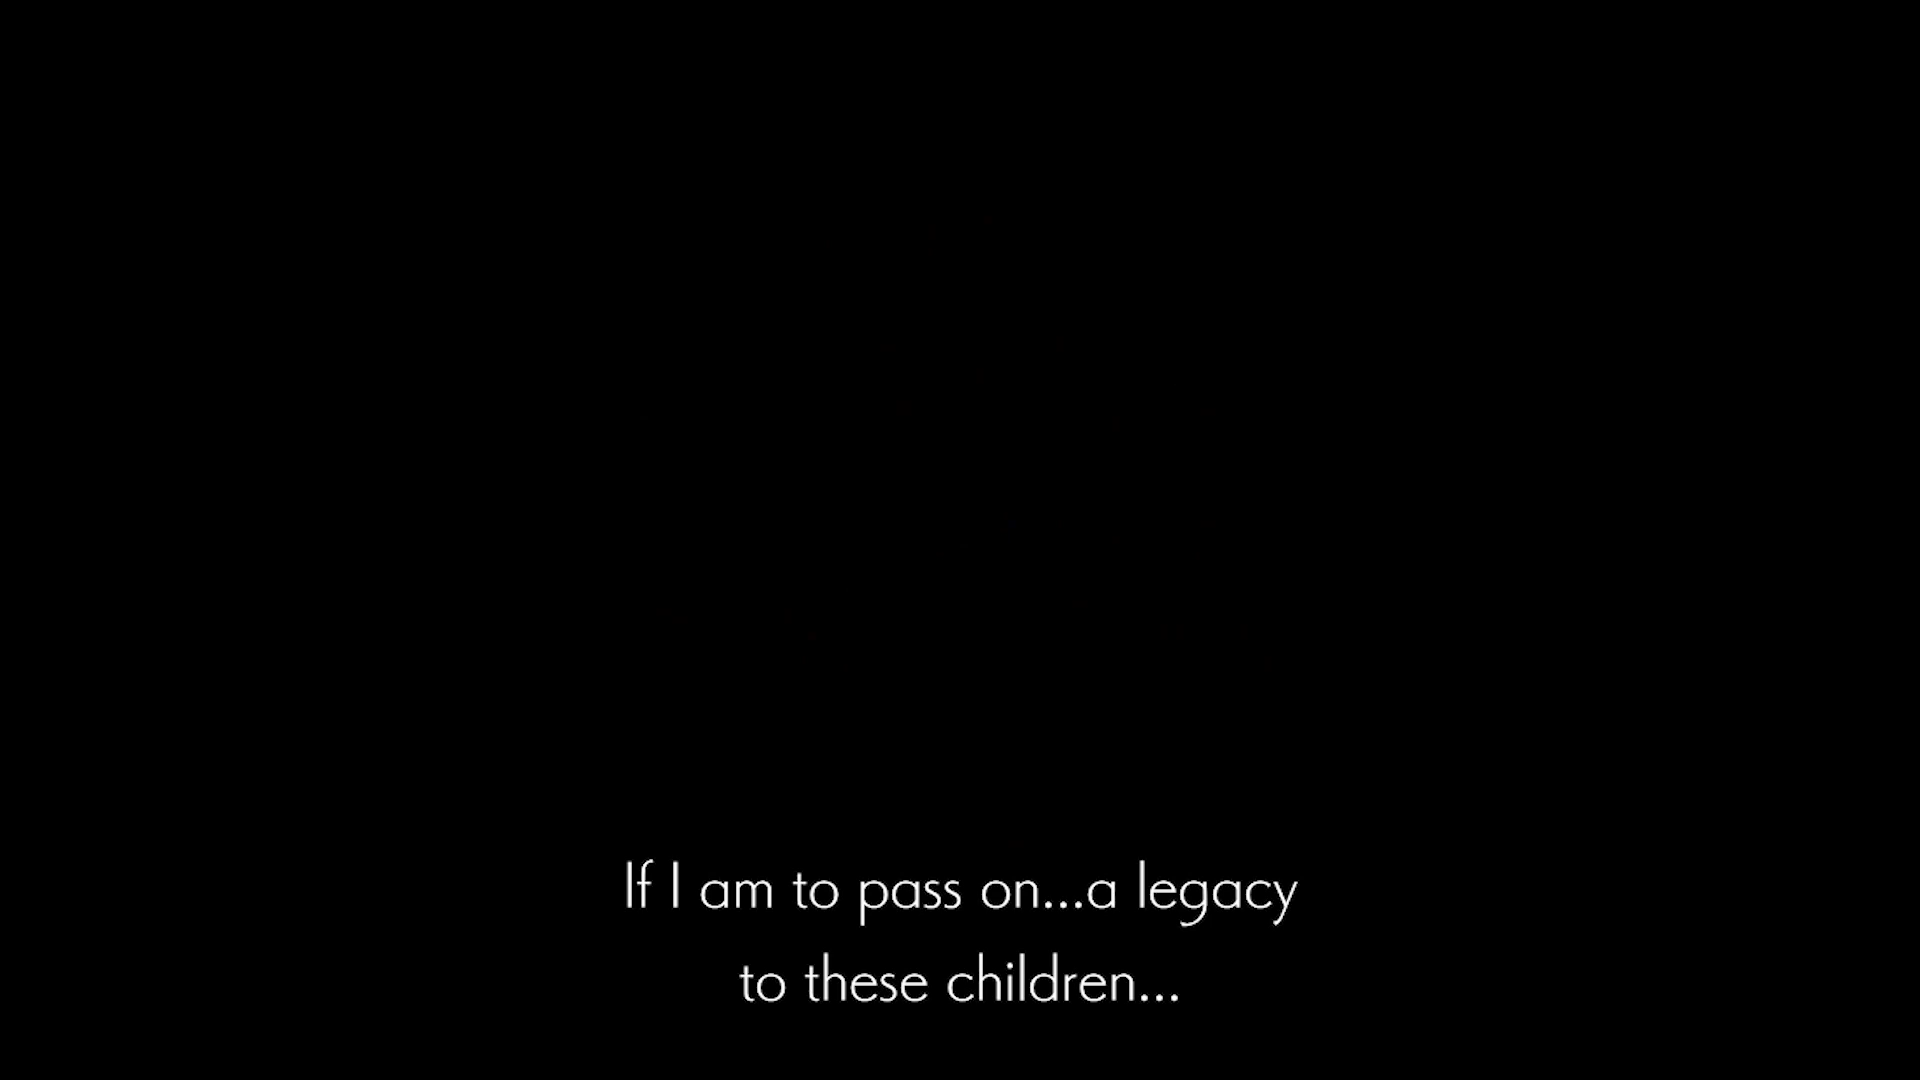 If I am to pass on...a legacy
to these children...